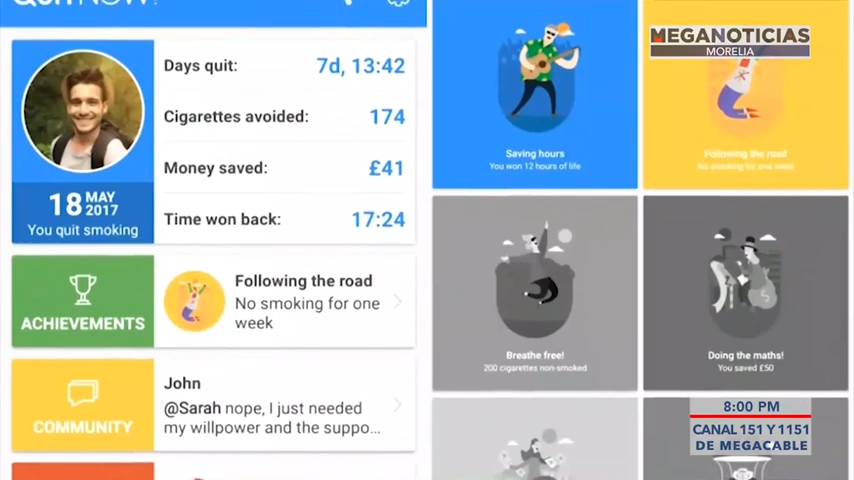 QuitNOW!
Days quit:
7d, 13:42
Cigarettes avoided:
174
Money saved:
£41
Time won back:
17:24
18 MAY
2017
You quit smoking
ACHIEVEMENTS
Following the road
No smoking for one
week
COMMUNITY
John
@Sarah nope, I just needed
my willpower and the suppo...
Saving hours
You won 12 hours of life
Following the road
No smoking for one week
Breathe free!
200 cigarettes non-smoked
Doing the maths!
You saved £50
MEGANOTICIAS
MORELIA
8:00 PM
CANAL 151 Y 1151
DE MEGACABLE